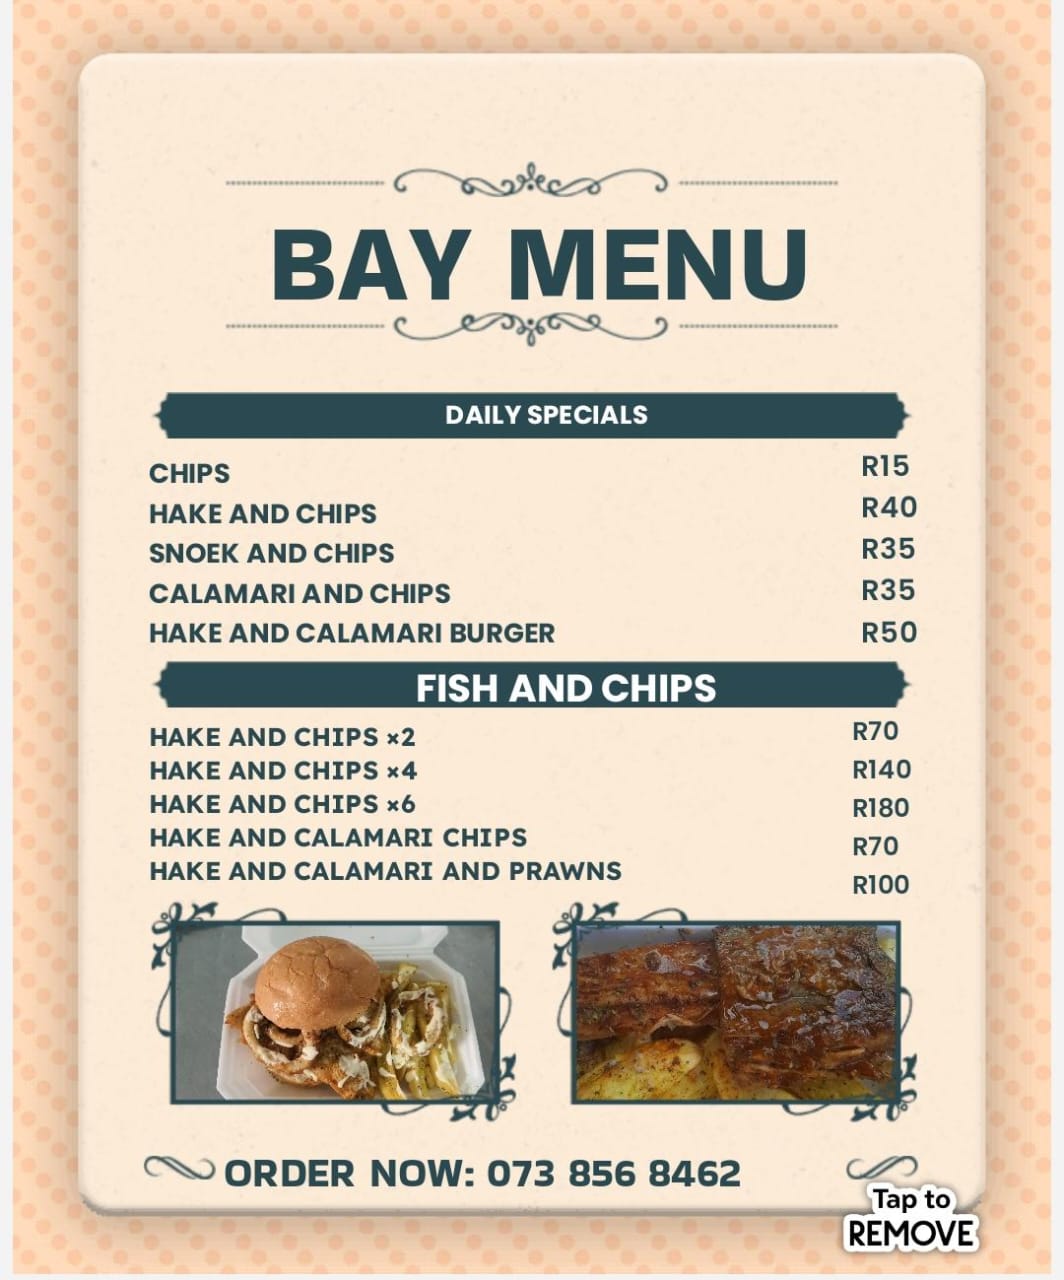 BAY MENU
DAILY SPECIALS
CHIPS R15
HAKE AND CHIPS R40
SNOEK AND CHIPS R35
CALAMARI AND CHIPS R35
HAKE AND CALAMARI BURGER R50
FISH AND CHIPS
HAKE AND CHIPS ×2 R70
HAKE AND CHIPS ×4 R140
HAKE AND CHIPS ×6 R180
HAKE AND CALAMARI CHIPS R70
HAKE AND CALAMARI AND PRAWNS R100
ORDER NOW: 073 856 8462
Tap to
REMOVE